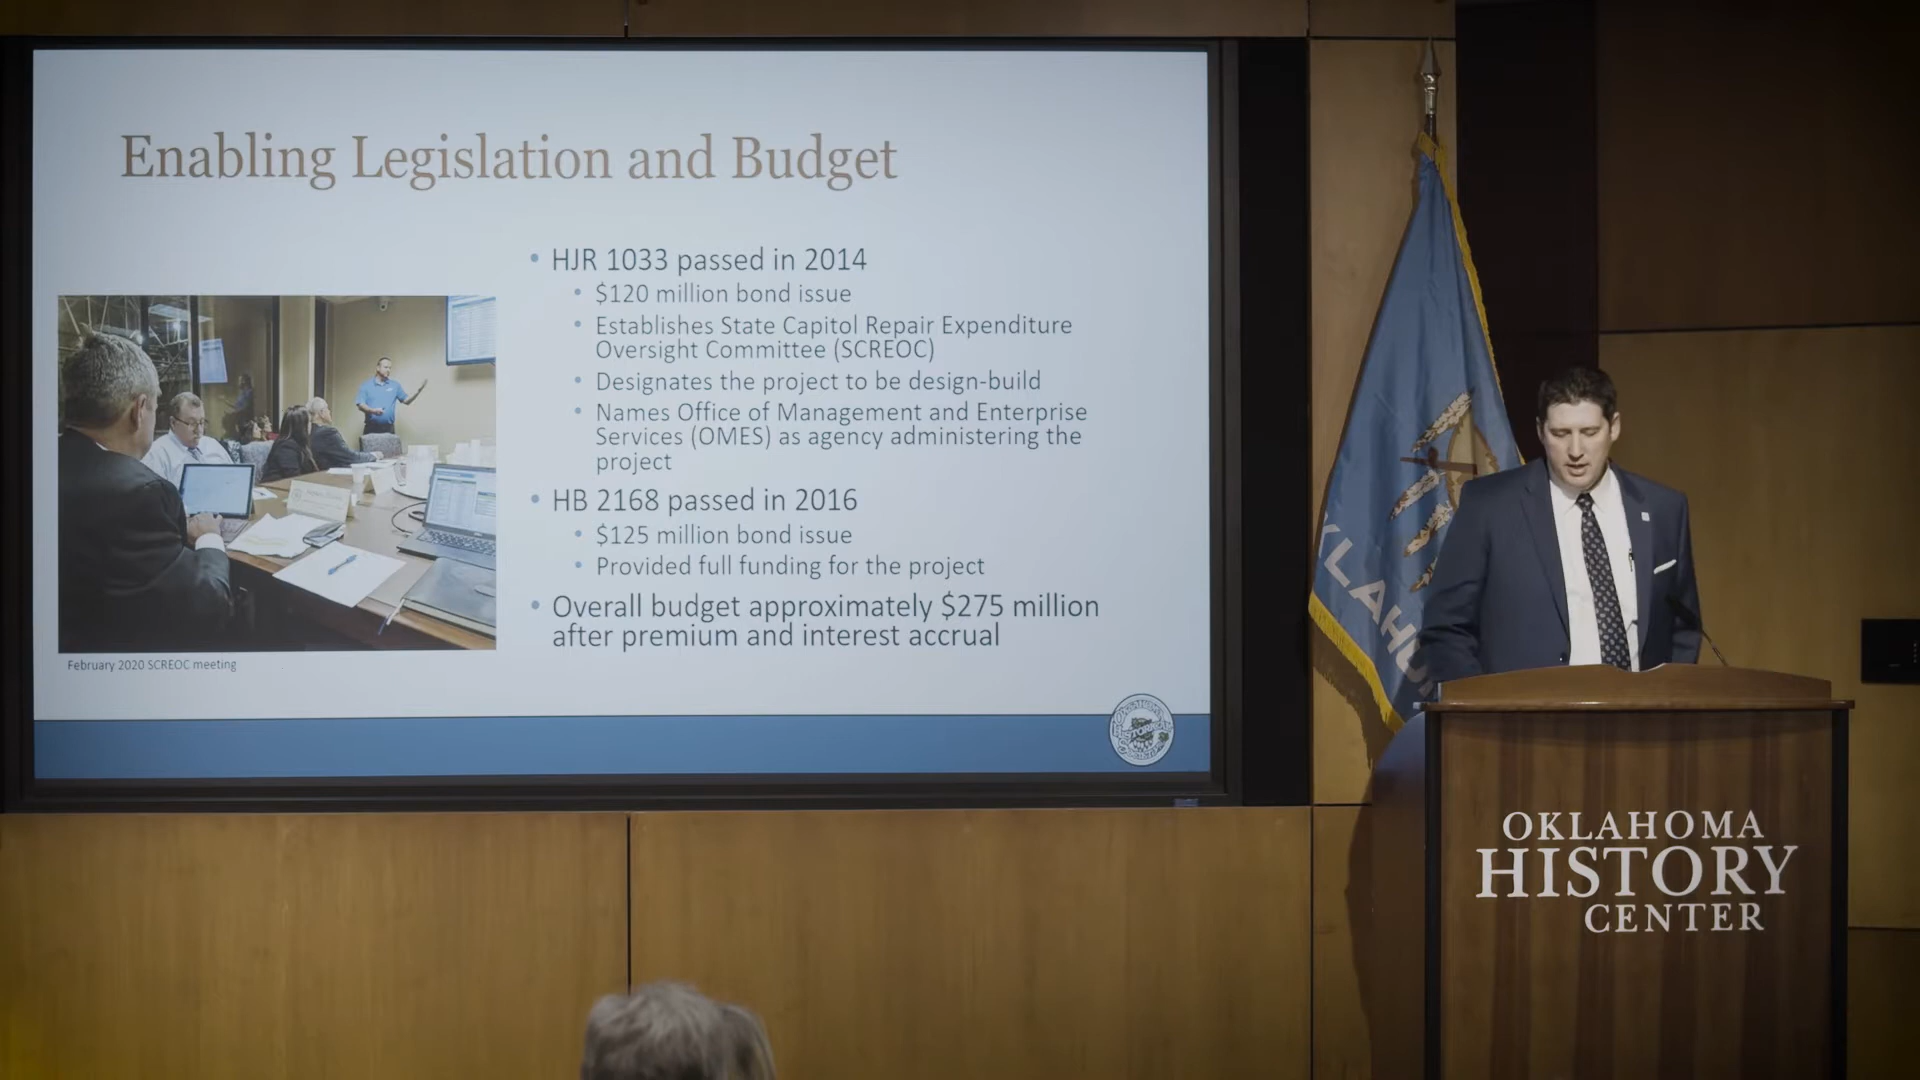 Enabling Legislation and Budget
• HJR 1033 passed in 2014
• $120 million bond issue
• Establishes State Capitol Repair Expenditure
Oversight Committee (SCREOC)
• Designates the project to be design-build
• Names Office of Management and Enterprise
Services (OMES) as agency administering the
project
• HB 2168 passed in 2016
• $125 million bond issue
• Provided full funding for the project
• Overall budget approximately $275 million
after premium and interest accrual
February 2020 SCREOC meeting
KLAHO
OKLAHOMA
HISTORY
CENTER